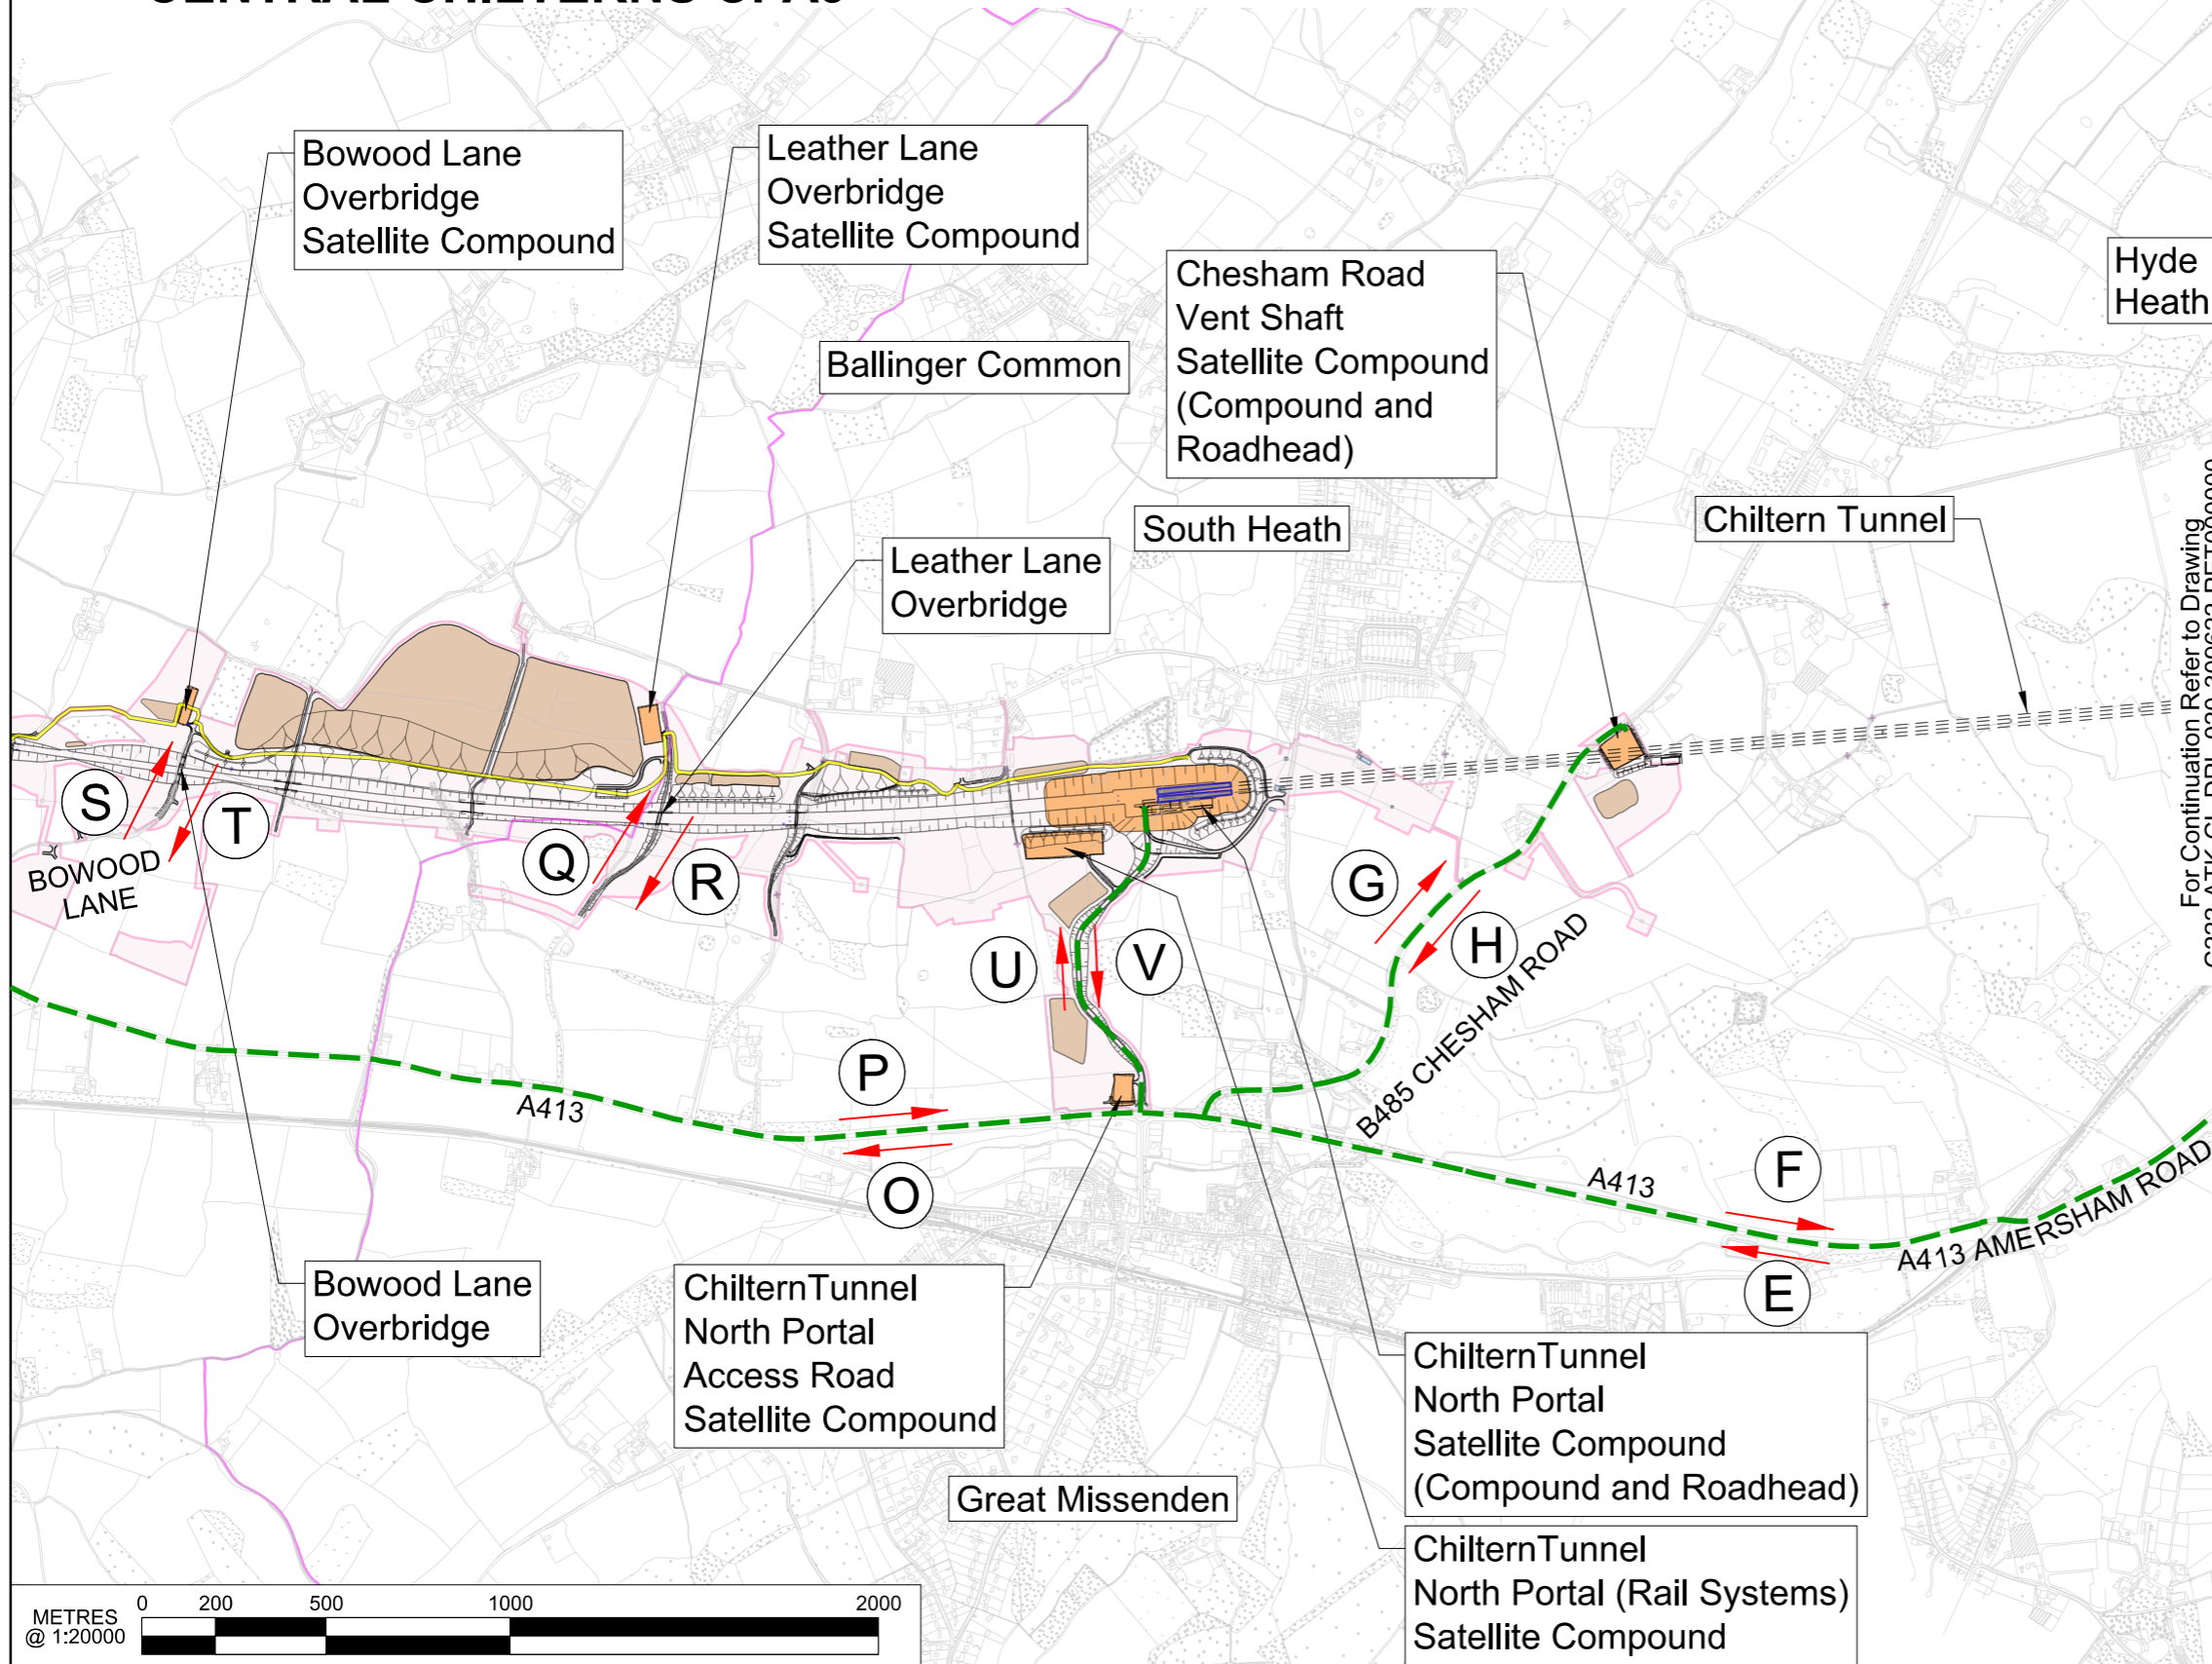 Bowood Lane
Overbridge
Satellite Compound
Leather Lane
Overbridge
Satellite Compound
Ballinger Common
Chesham Road
Vent Shaft
Satellite Compound
(Compound and
Roadhead)
Hyde
Heath
South Heath
Chiltern Tunnel
Leather Lane
Overbridge
For Continuation Refer to Drawing
S
T
BOWOOD
LANE
Q
R
G
H
U
V
B485 CHESHAM ROAD
P
A413
O
A413
F
E
A413 AMERSHAM ROAD
Bowood Lane
Overbridge
ChilternTunnel
North Portal
Access Road
Satellite Compound
ChilternTunnel
North Portal
Satellite Compound
(Compound and Roadhead)
Great Missenden
ChilternTunnel
North Portal (Rail Systems)
Satellite Compound
METRES
@ 1:20000
0 200 500 1000 2000